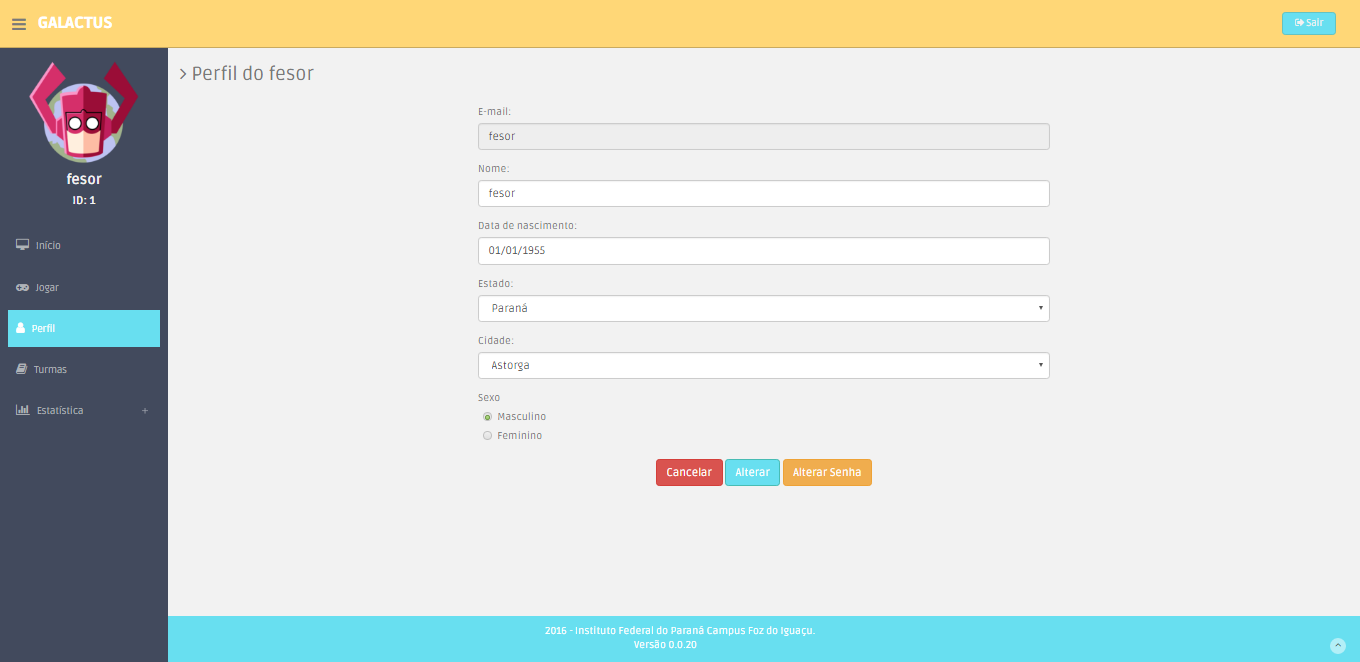 GALACTUS
Sair
fesor
ID: 1
Início
Jogar
Perfil
Turmas
Estatística +
Perfil do fesor
E-mail:
fesor
Nome:
fesor
Data de nascimento:
01/01/1955
Estado:
Paraná
Cidade:
Astorga
Sexo
Masculino
Feminino
Cancelar Alterar Alterar Senha
2016 - Instituto Federal do Paraná Campus Foz do Iguaçu.
Versão 0.0.20